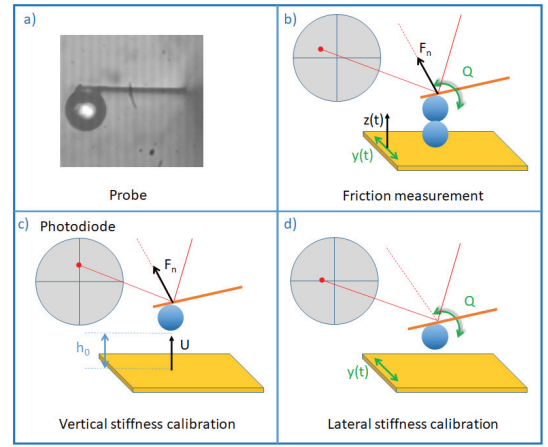 a)
Probe
b)
Fn
Q
z(t)
y(t)
Friction measurement
c)
Photodiode
Fn
h0
U
Vertical stiffness calibration
d)
Q
y(t)
Lateral stiffness calibration